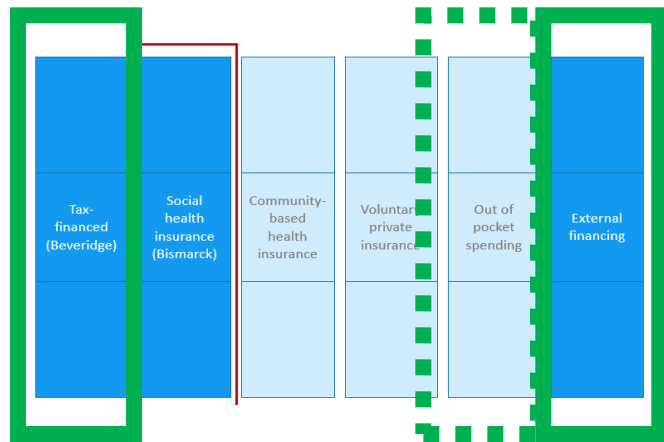 Tax-
financed
(Beveridge)
Social
health
insurance
(Bismarck)
Community-
based
health
insurance
Voluntary
private
insurance
Out of
pocket
spending
External
financing